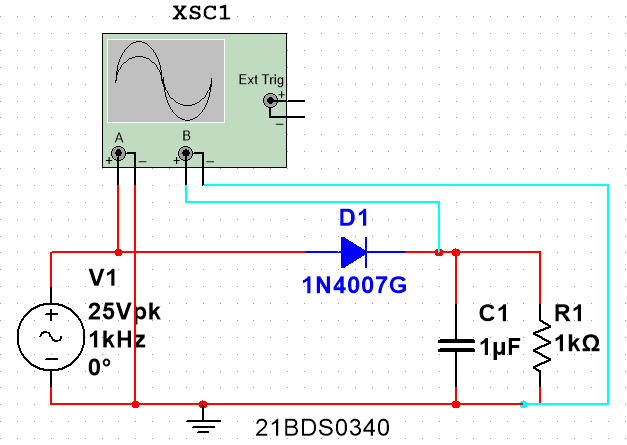 XSC1
Ext Trig
+
−
A
B
+
−
+
−
D1
1N4007G
V1
25Vpk
1kHz
0°
+
−
C1
1µF
R1
1kΩ
21BDS0340